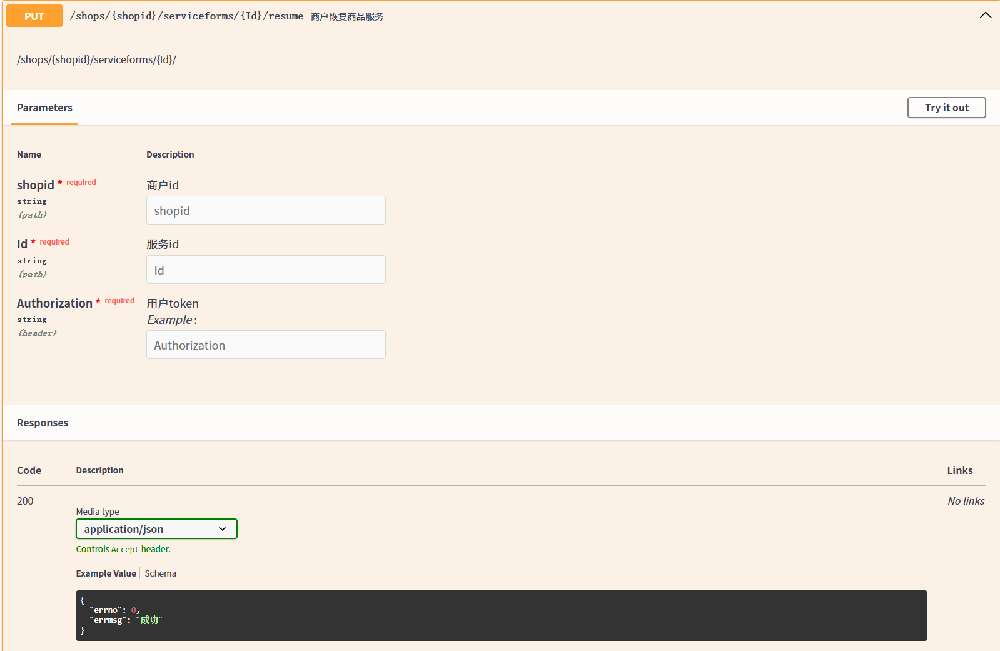 PUT /shops/{shopid}/serviceforms/{Id}/resume 商户恢复商品服务
/shops/{shopid}/serviceforms/{Id}/
Parameters
Try it out
Name Description
shopid * required 商户id
string
(path)
shopid
Id * required 服务id
string
(path)
Id
Authorization * required 用户token
string
Example :
(header)
Authorization
Responses
Code Description Links
200 No links
Media type
application/json
Controls Accept header.
Example Value Schema
{
"errno": 0,
"errmsg": "成功"
}